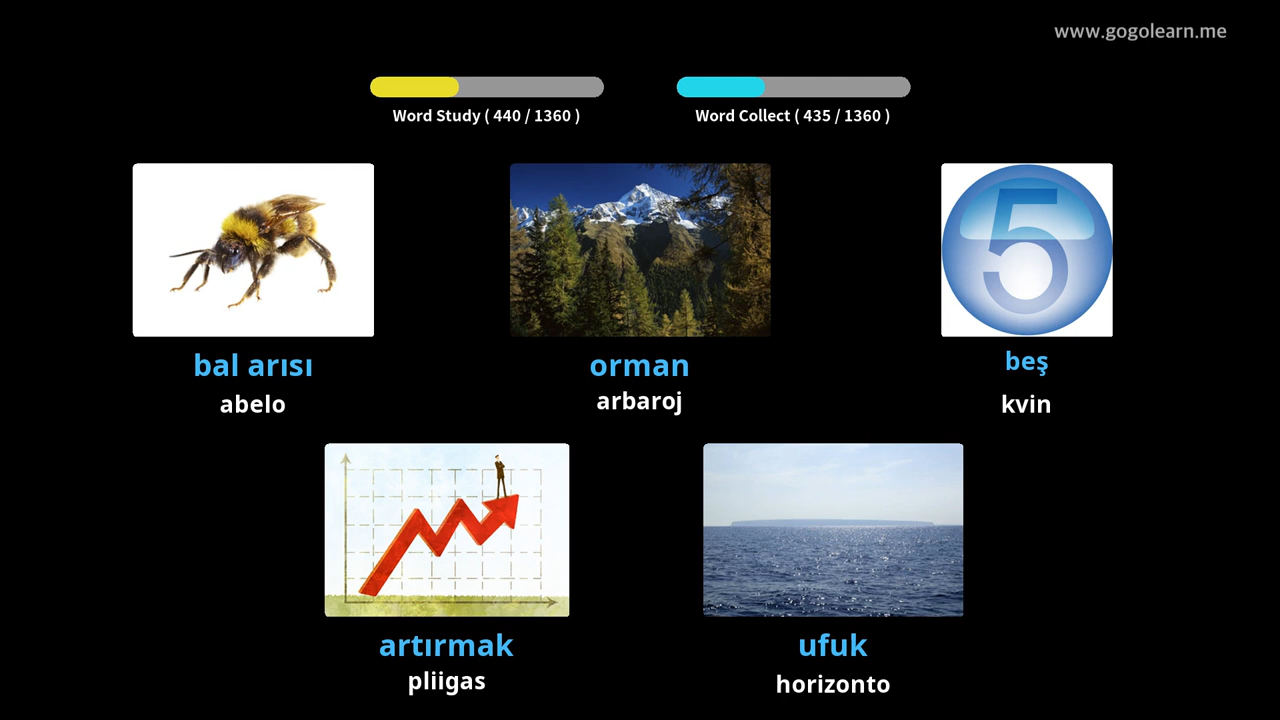 www.gogolearn.me
Word Study ( 440 / 1360 )
Word Collect ( 435 / 1360 )
5
bal arısı
abelo
orman
arbaroj
beş
kvin
artırmak
pliigas
ufuk
horizonto